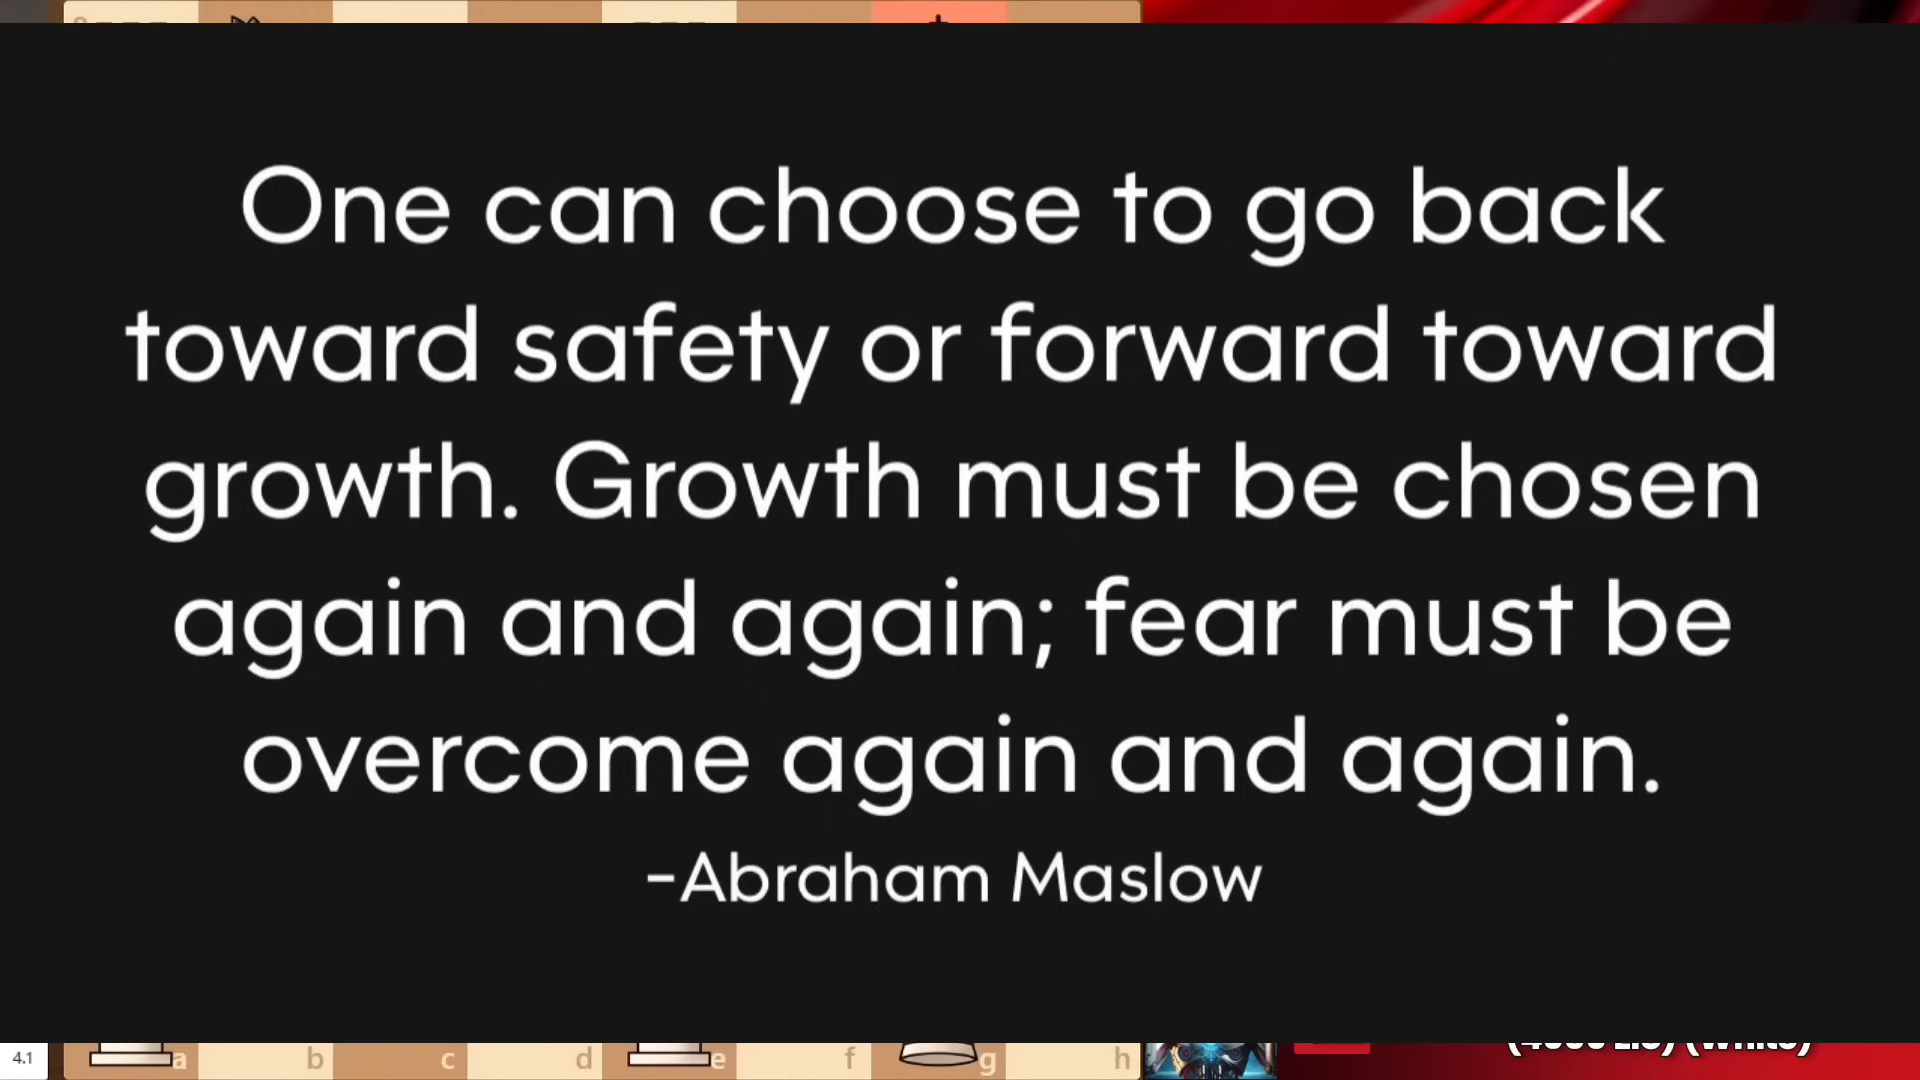 One can choose to go back
toward safety or forward toward
growth. Growth must be chosen
again and again; fear must be
overcome again and again.
-Abraham Maslow
4.1
a b c d e f g h